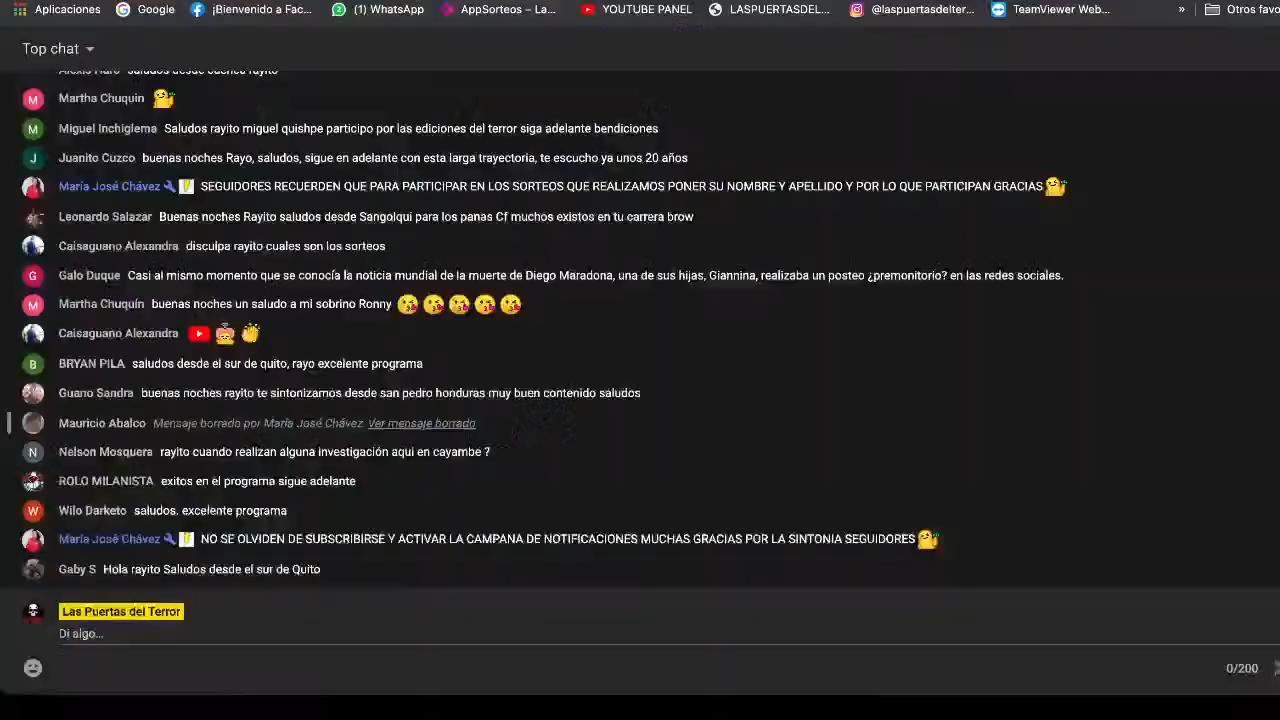 Aplicaciones Google ¡Bienvenido a Fac... (1) WhatsApp AppSorteos – La... YOUTUBE PANEL LASPUERTASDEL... @laspuertasdelter... TeamViewer Web... » Otros favo
Top chat
Alexis Haro saludos desde cuenca rayito
M Martha Chuquin
M Miguel Inchiglema Saludos rayito miguel quishpe participo por las ediciones del terror siga adelante bendiciones
J Juanito Cuzco buenas noches Rayo, saludos, sigue en adelante con esta larga trayectoria, te escucho ya unos 20 años
María José Chávez SEGUIDORES RECUERDEN QUE PARA PARTICIPAR EN LOS SORTEOS QUE REALIZAMOS PONER SU NOMBRE Y APELLIDO Y POR LO QUE PARTICIPAN GRACIAS
Leonardo Salazar Buenas noches Rayito saludos desde Sangolqui para los panas Cf muchos existos en tu carrera brow
Caisaguano Alexandra disculpa rayito cuales son los sorteos
G Galo Duque Casi al mismo momento que se conocía la noticia mundial de la muerte de Diego Maradona, una de sus hijas, Giannina, realizaba un posteo ¿premonitorio? en las redes sociales.
M Martha Chuquin buenas noches un saludo a mi sobrino Ronny
Caisaguano Alexandra
B BRYAN PILA saludos desde el sur de quito, rayo excelente programa
Guano Sandra buenas noches rayito te sintonizamos desde san pedro honduras muy buen contenido saludos
Mauricio Abalco Mensaje borrado por María José Chávez Ver mensaje borrado
N Nelson Mosquera rayito cuando realizan alguna investigación aqui en cayambe ?
ROLO MILANISTA exitos en el programa sigue adelante
W Wilo Darketo saludos. excelente programa
María José Chávez NO SE OLVIDEN DE SUBSCRIBIRSE Y ACTIVAR LA CAMPANA DE NOTIFICACIONES MUCHAS GRACIAS POR LA SINTONIA SEGUIDORES
Gaby S Hola rayito Saludos desde el sur de Quito
Las Puertas del Terror
Di algo...
0/200